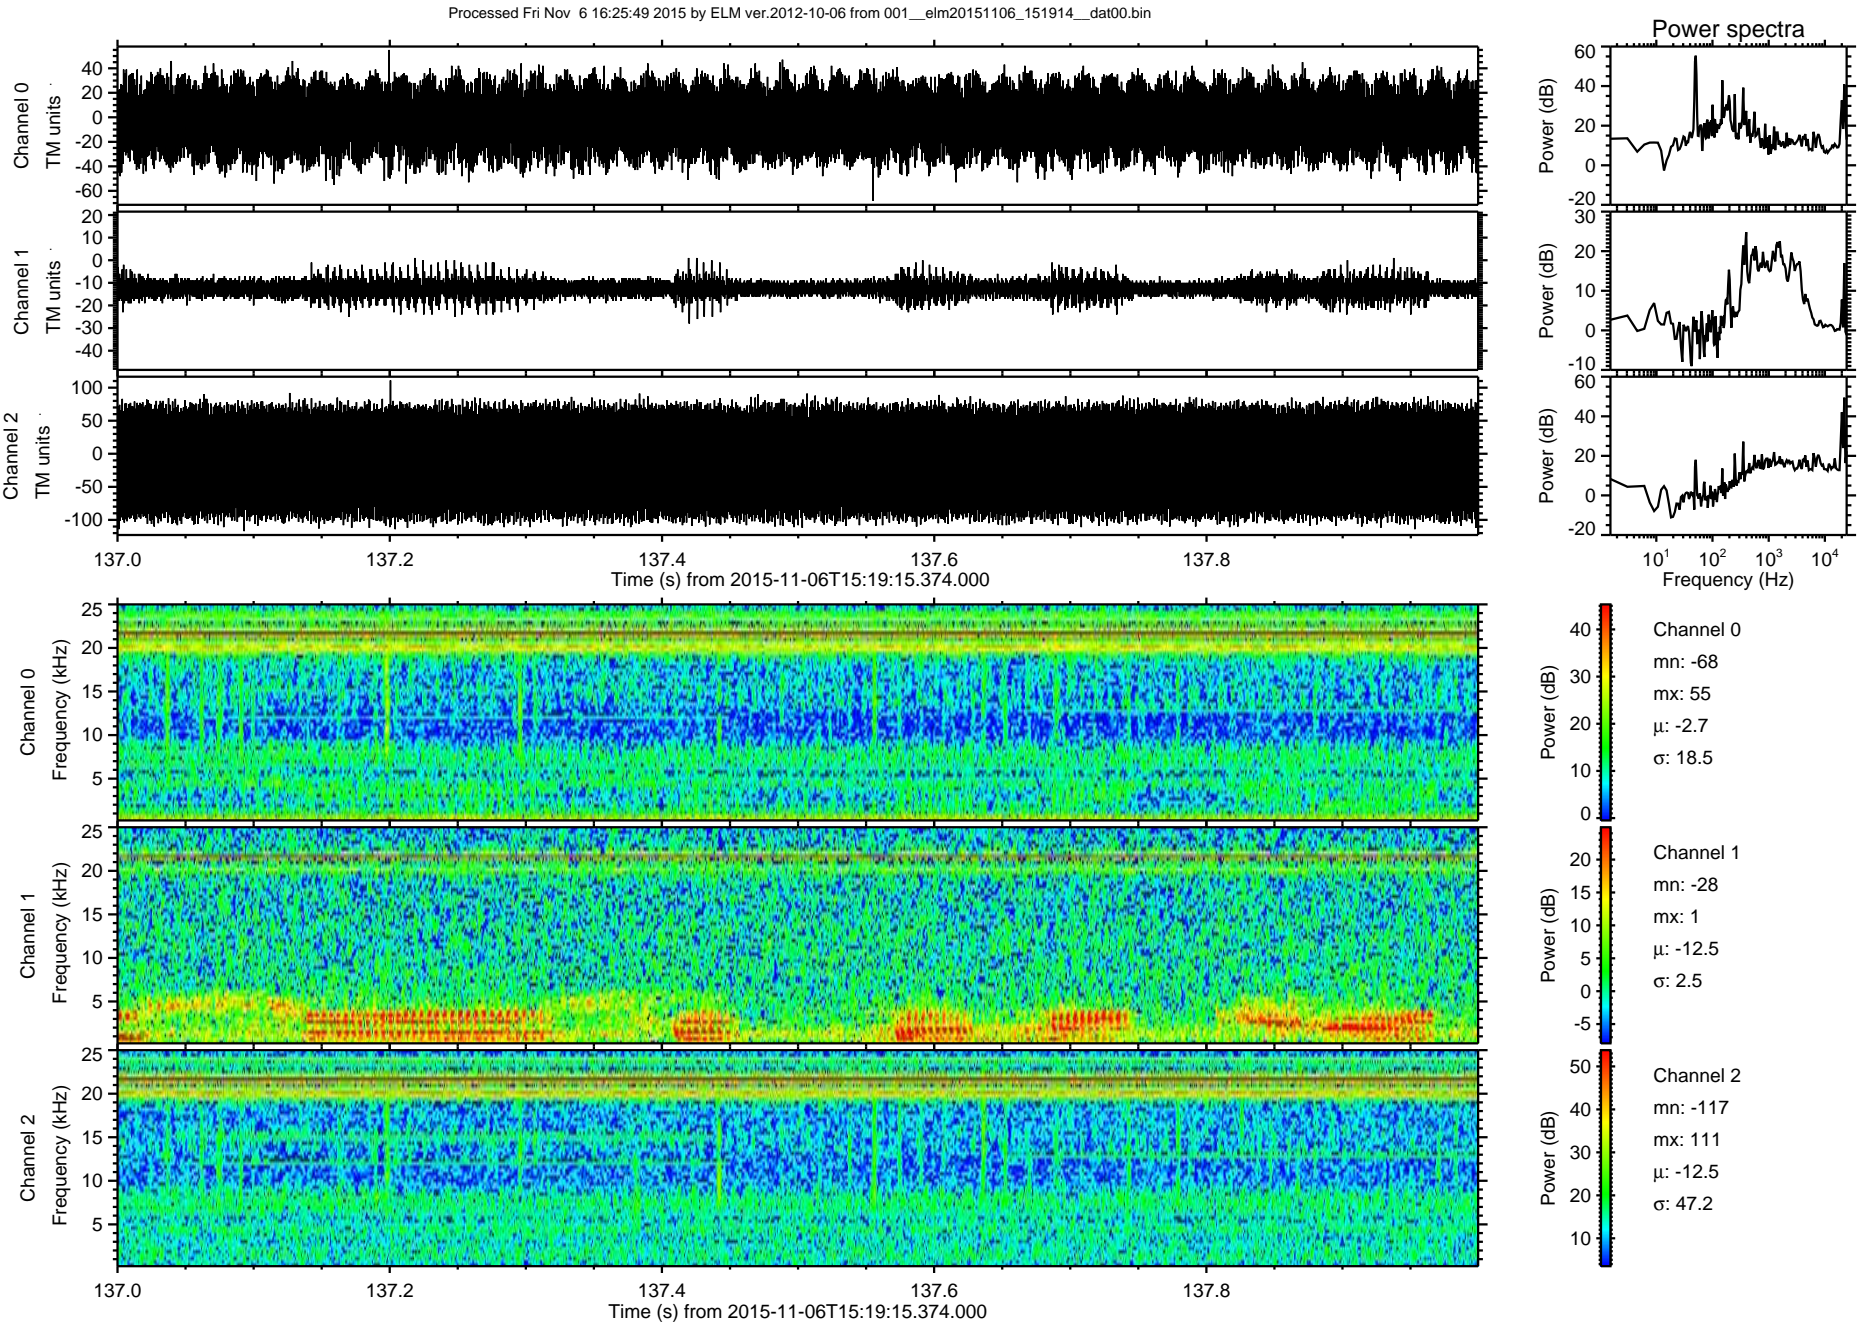 Processed Fri Nov 6 16:25:49 2015 by ELM ver.2012-10-06 from 001__elm20151106_151914__dat00.bin
Power spectra
Channel 0
TM units
40
20
0
-20
-40
-60
Power (dB)
60
40
20
0
-20
Channel 1
TM units
20
10
0
-10
-20
-30
-40
Power (dB)
30
20
10
0
-10
Channel 2
TM units
100
50
0
-50
-100
Power (dB)
60
40
20
0
-20
137.0 137.2 137.4 137.6 137.8
Time (s) from 2015-11-06T15:19:15.374.000
10^1 10^2 10^3 10^4
Frequency (Hz)
Channel 0
Frequency (kHz)
25
20
15
10
5
Power (dB)
40
30
20
10
0
Channel 0
mn: -68
mx: 55
μ: -2.7
σ: 18.5
Channel 1
Frequency (kHz)
25
20
15
10
5
Power (dB)
20
15
10
5
0
-5
Channel 1
mn: -28
mx: 1
μ: -12.5
σ: 2.5
Channel 2
Frequency (kHz)
25
20
15
10
5
Power (dB)
50
40
30
20
10
Channel 2
mn: -117
mx: 111
μ: -12.5
σ: 47.2
137.0 137.2 137.4 137.6 137.8
Time (s) from 2015-11-06T15:19:15.374.000